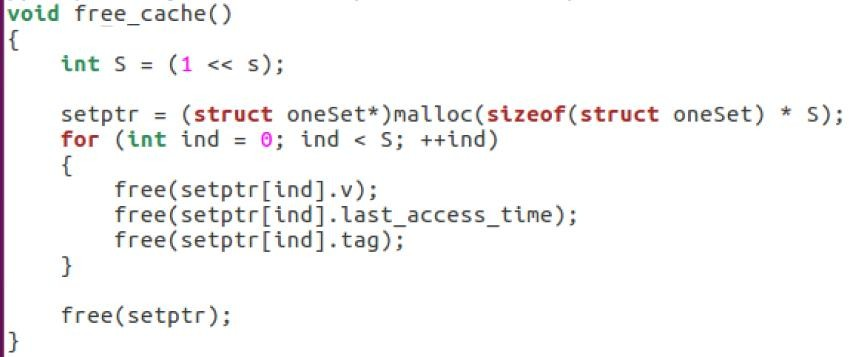 void free_cache()
{
    int S = (1 << s);

    setptr = (struct oneSet*)malloc(sizeof(struct oneSet) * S);
    for (int ind = 0; ind < S; ++ind)
    {
        free(setptr[ind].v);
        free(setptr[ind].last_access_time);
        free(setptr[ind].tag);
    }

    free(setptr);
}